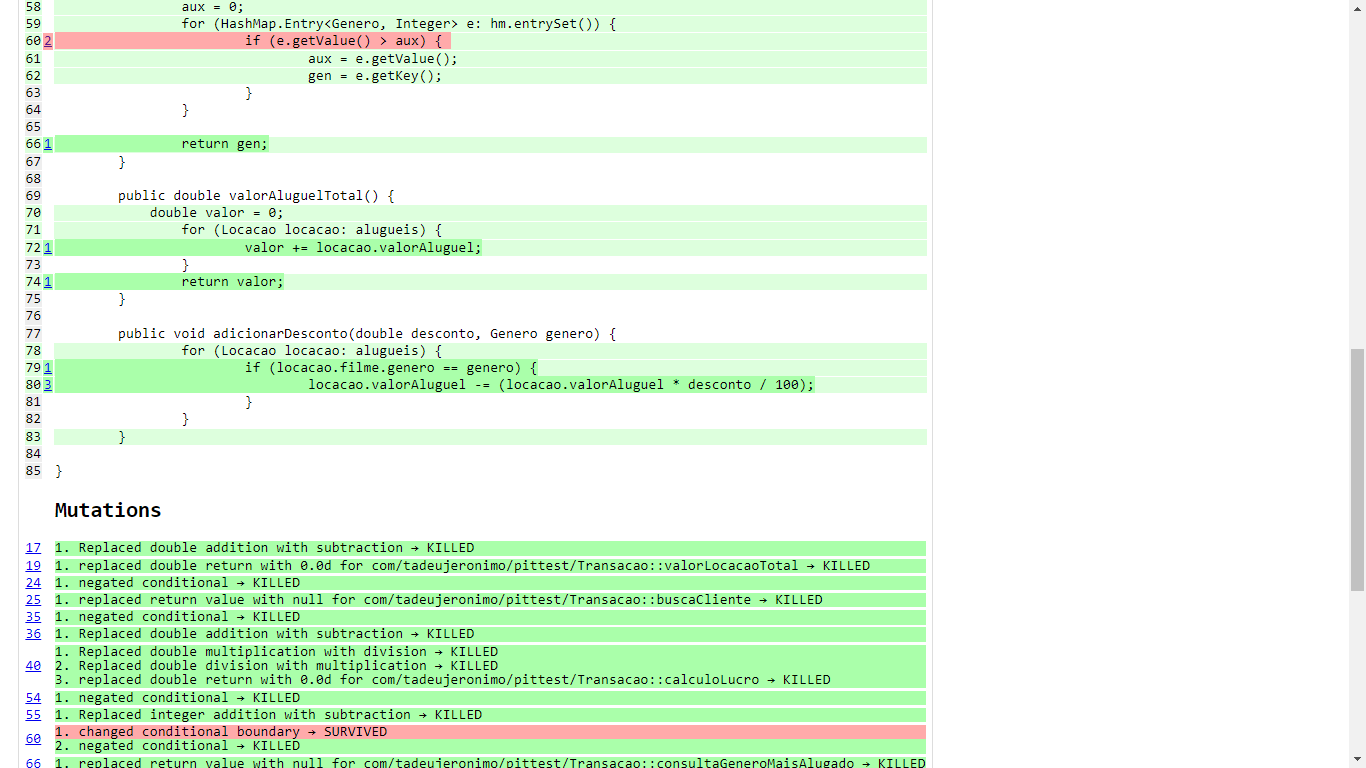 58 aux = 0;
59 for (HashMap.Entry<Genero, Integer> e: hm.entrySet()) {
60 2 if (e.getValue() > aux) {
61 aux = e.getValue();
62 gen = e.getKey();
63 }
64 }
65
66 1 return gen;
67 }
68
69 public double valorAluguelTotal() {
70 double valor = 0;
71 for (Locacao locacao: alugueis) {
72 1 valor += locacao.valorAluguel;
73 }
74 1 return valor;
75 }
76
77 public void adicionarDesconto(double desconto, Genero genero) {
78 for (Locacao locacao: alugueis) {
79 1 if (locacao.filme.genero == genero) {
80 3 locacao.valorAluguel -= (locacao.valorAluguel * desconto / 100);
81 }
82 }
83 }
84
85 }
Mutations
17 1. Replaced double addition with subtraction → KILLED
19 1. replaced double return with 0.0d for com/tadeujeronimo/pittest/Transacao::valorLocacaoTotal → KILLED
24 1. negated conditional → KILLED
25 1. replaced return value with null for com/tadeujeronimo/pittest/Transacao::buscaCliente → KILLED
35 1. negated conditional → KILLED
36 1. Replaced double addition with subtraction → KILLED
1. Replaced double multiplication with division → KILLED
40 2. Replaced double division with multiplication → KILLED
3. replaced double return with 0.0d for com/tadeujeronimo/pittest/Transacao::calculoLucro → KILLED
54 1. negated conditional → KILLED
55 1. Replaced integer addition with subtraction → KILLED
60 1. changed conditional boundary → SURVIVED
2. negated conditional → KILLED
66 1. replaced return value with null for com/tadeujeronimo/pittest/Transacao::consultaGeneroMaisAlugado → KILLED